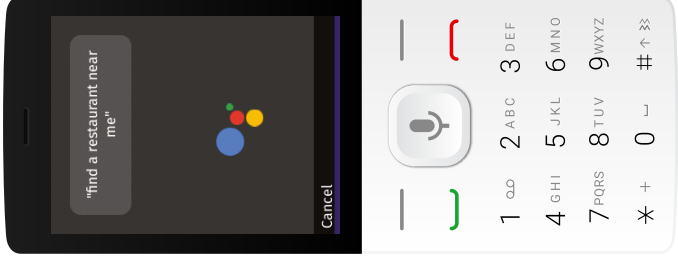 "find a restaurant near
me"
Cancel
1
2 ABC
3 DEF
4 GHI
5 JKL
6 MNO
7 PQRS
8 TUV
9 WXYZ
* +
0
#